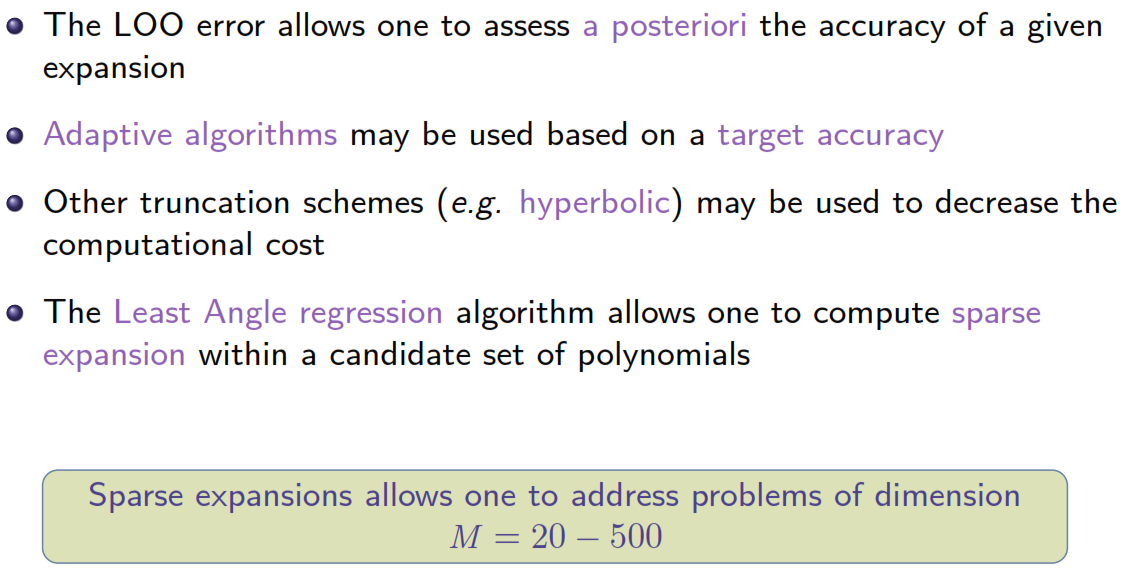 The LOO error allows one to assess a posteriori the accuracy of a given
expansion
Adaptive algorithms may be used based on a target accuracy
Other truncation schemes (e.g. hyperbolic) may be used to decrease the
computational cost
The Least Angle regression algorithm allows one to compute sparse
expansion within a candidate set of polynomials
Sparse expansions allows one to address problems of dimension
M = 20 − 500